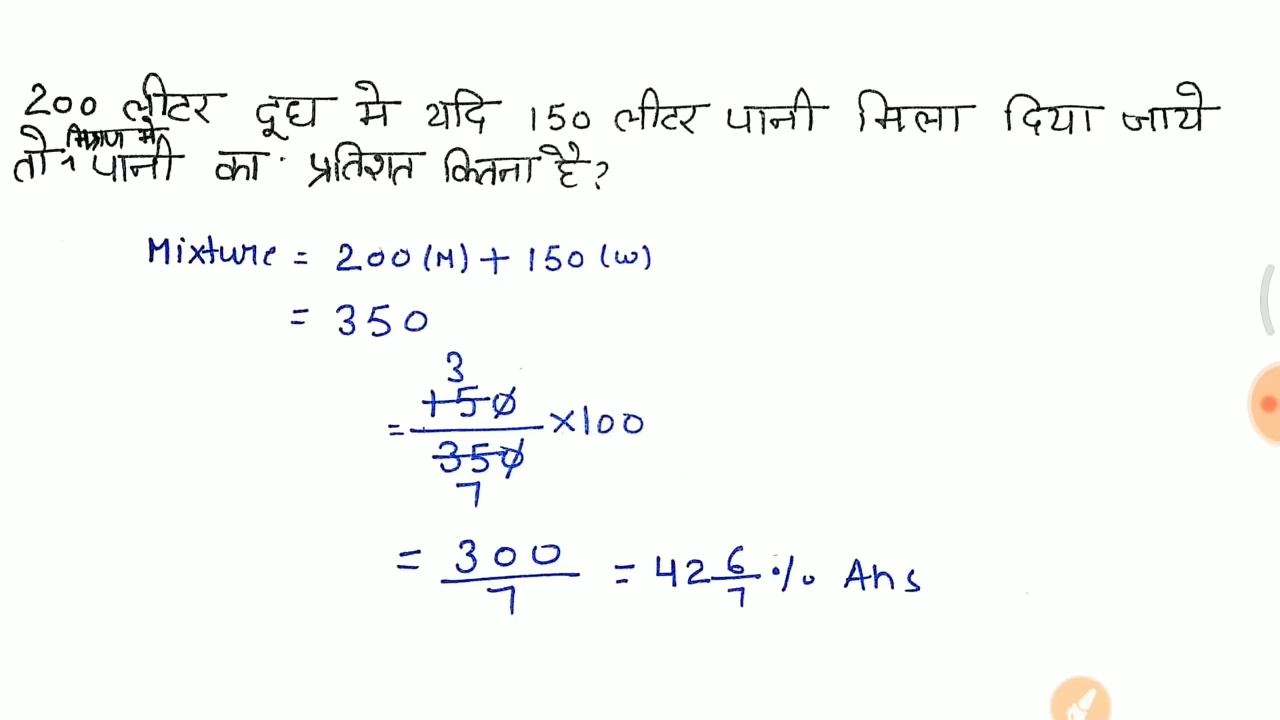 200 लीटर दूध मे यदि 150 लीटर पानी मिला दिया जाये
तो मिश्रण मे पानी का प्रतिशत कितना है?
Mixture = 200 (M) + 150 (W)
= 350
3
= 150/350 × 100
7
= 300/7 = 42 6/7 % Ans